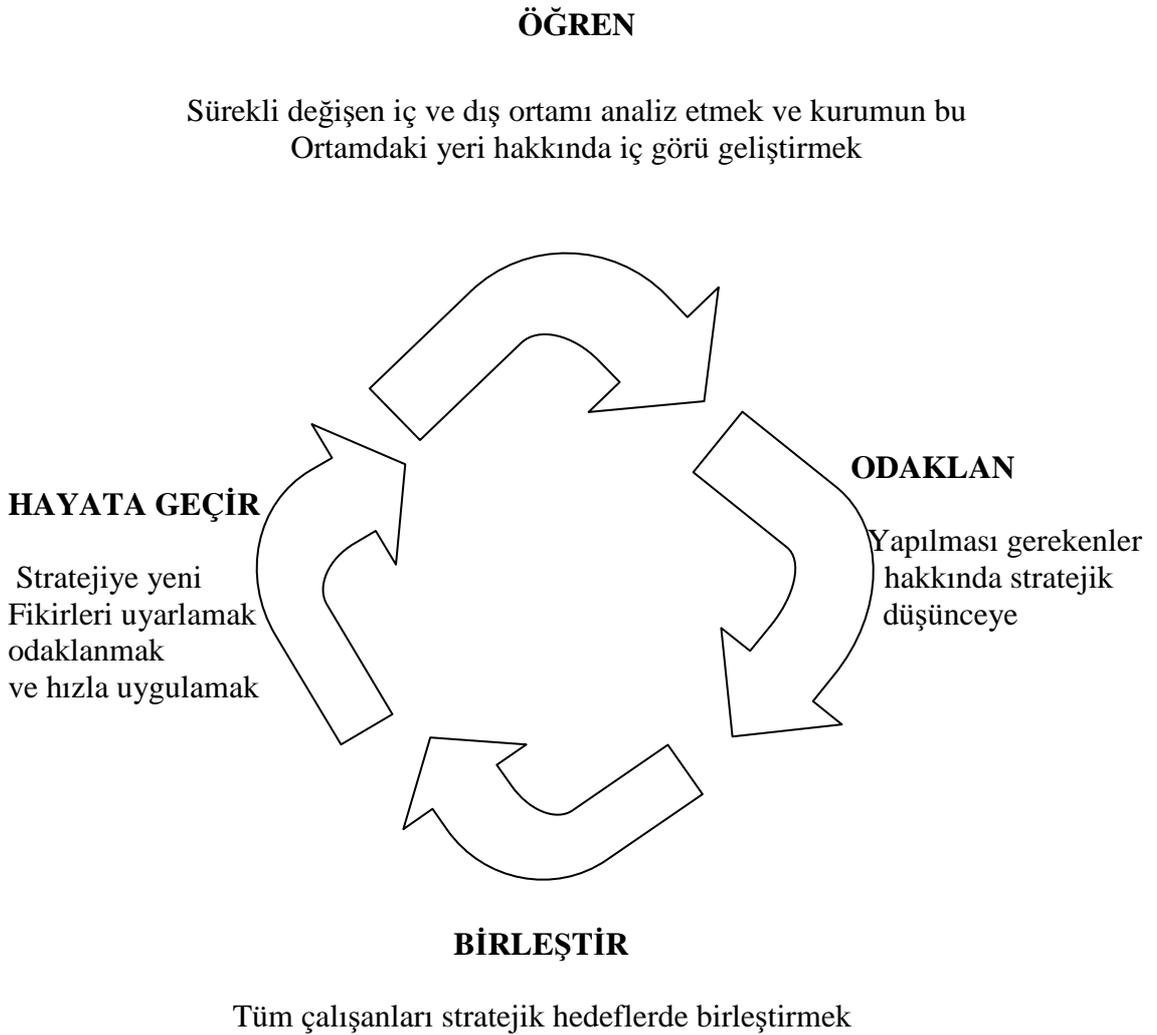 ÖĞREN
Sürekli değişen iç ve dış ortamı analiz etmek ve kurumun bu
Ortamdaki yeri hakkında iç görü geliştirmek
ODAKLAN
Yapılması gerekenler
hakkında stratejik
düşünceye
HAYATA GEÇİR
Stratejiye yeni
Fikirleri uyarlamak
odaklanmak
ve hızla uygulamak
BİRLEŞTİR
Tüm çalışanları stratejik hedeflerde birleştirmek